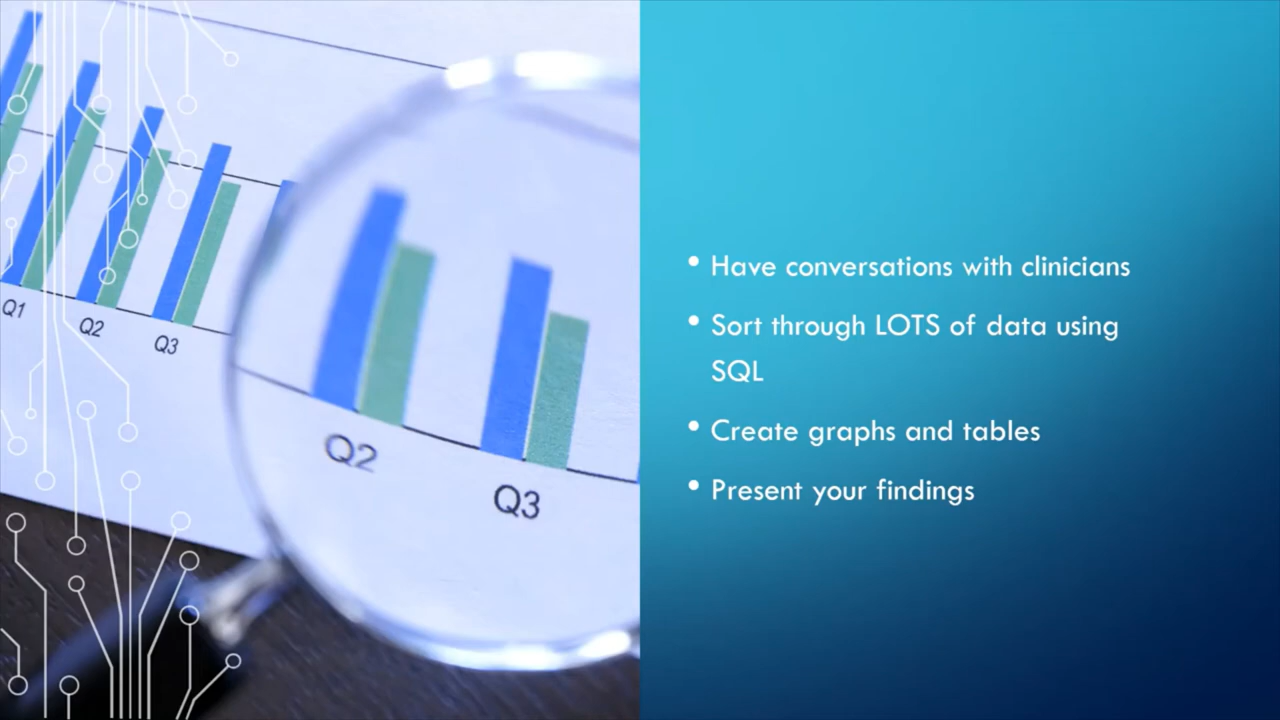 Q1
Q2
Q3
Q2
Q3
• Have conversations with clinicians
• Sort through LOTS of data using
SQL
• Create graphs and tables
• Present your findings